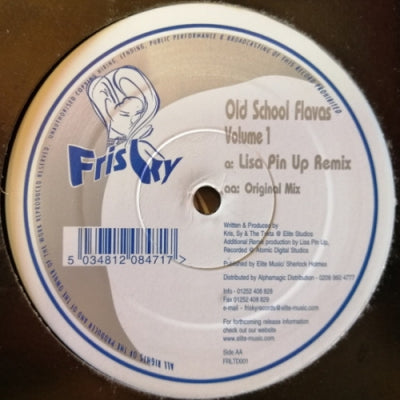 UNAUTHORISED COPYING HIRING, LENDING, PUBLIC PERFORMANCE & BROADCASTING OF THIS RECORD PROHIBITED
ALL RIGHTS OF THE PRODUCER AND OF THE OWNER OF THE WORK REPRODUCED RESERVED
Frisky
Old School Flavas
Volume 1
a: Lisa Pin Up Remix
aa: Original Mix
5 034812 084717 >
Written & Produced by
Kris, Sy & The Twins @ Elite Studios
Additional Remix production by Lisa Pin Up,
Recorded @ Atomic Digital Studios
Published by Elite Music/ Sherlock Holmes
Distributed by Alphamagic Distribution - 0208 992 4777
Info - 01252 408 829
Fax 01252 408 829
e-mail - friskyrecords@elite-music.com
For forthcoming release information
check out our website
www.elite-music.com
Side AA
FRLTD001